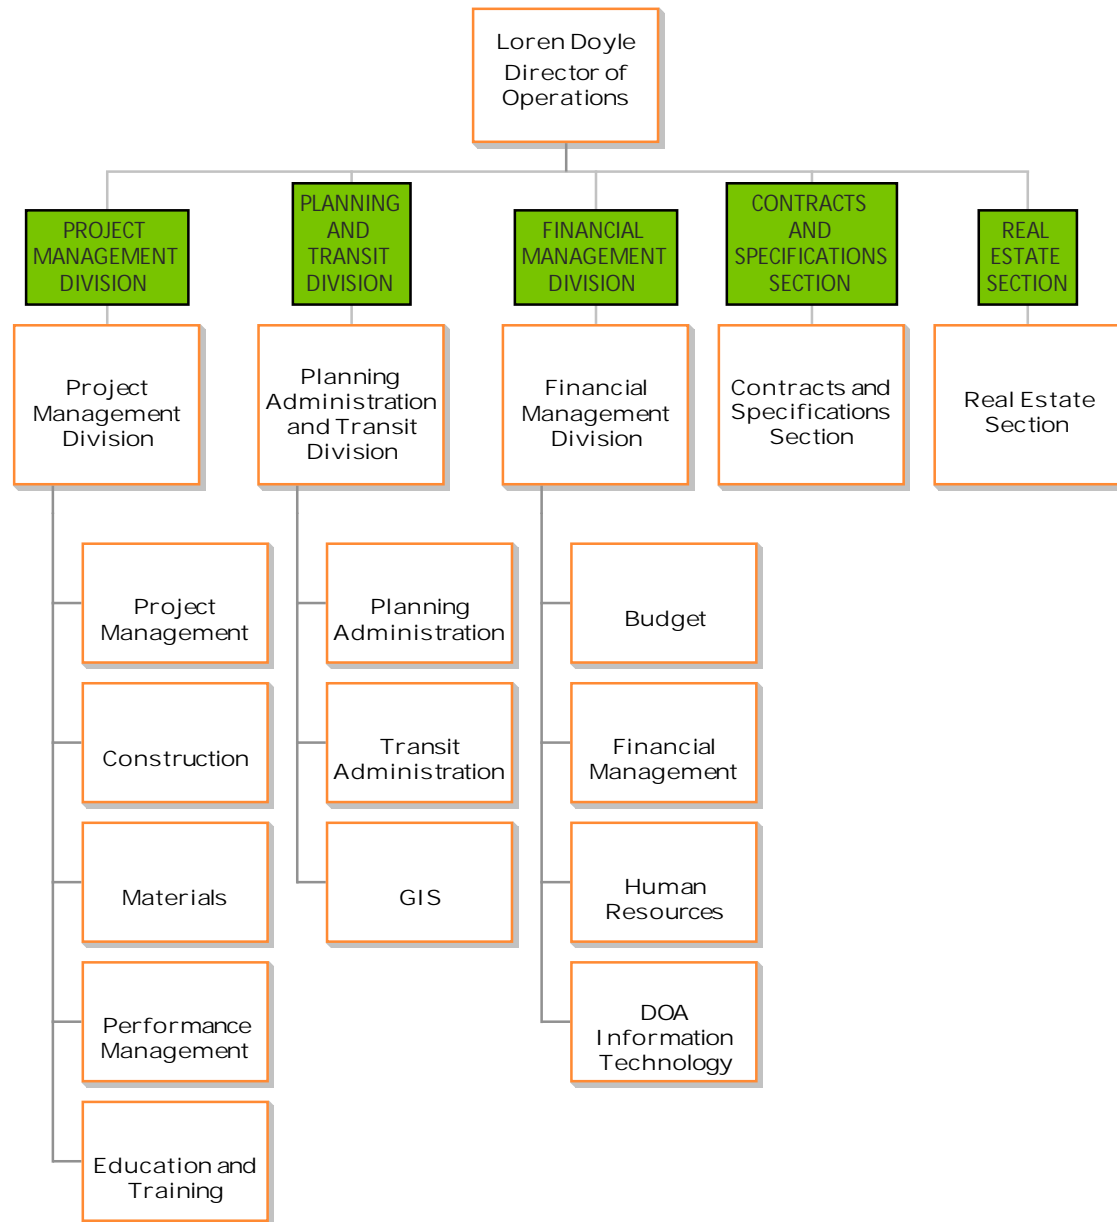 Loren Doyle
Director of
Operations
PROJECT
MANAGEMENT
DIVISION
PLANNING
AND
TRANSIT
DIVISION
FINANCIAL
MANAGEMENT
DIVISION
CONTRACTS
AND
SPECIFICATIONS
SECTION
REAL
ESTATE
SECTION
Project
Management
Division
Planning
Administration
and Transit
Division
Financial
Management
Division
Contracts and
Specifications
Section
Real Estate
Section
Project
Management
Construction
Materials
Performance
Management
Education and
Training
Planning
Administration
Transit
Administration
GIS
Budget
Financial
Management
Human
Resources
DOA
Information
Technology